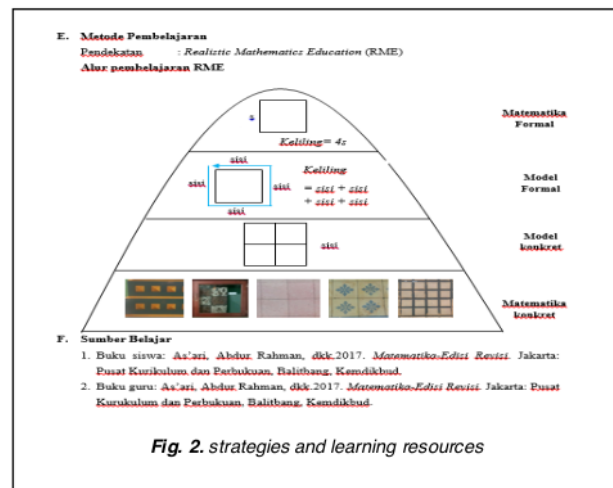 E. Metode Pembelajaran
Pendekatan : Realistic Mathematics Education (RME)
Alur pembelajaran RME
s
Keliling= 4s
Matematika
Formal
sisi
sisi
sisi
sisi
Keliling
= sisi + sisi
+ sisi + sisi
Model
Formal
sisi
Model
konkret
Matematika
konkret
F. Sumber Belajar
1. Buku siswa: As'ari, Abdur Rahman, dkk.2017. Matematika-Edisi Revisi. Jakarta:
Pusat Kurikulum dan Perbukuan, Balitbang, Kemdikbud.
2. Buku guru: As'ari, Abdur Rahman, dkk.2017. Matematika-Edisi Revisi. Jakarta: Pusat
Kurukulum dan Perbukuan, Balitbang, Kemdikbud.
Fig. 2. strategies and learning resources